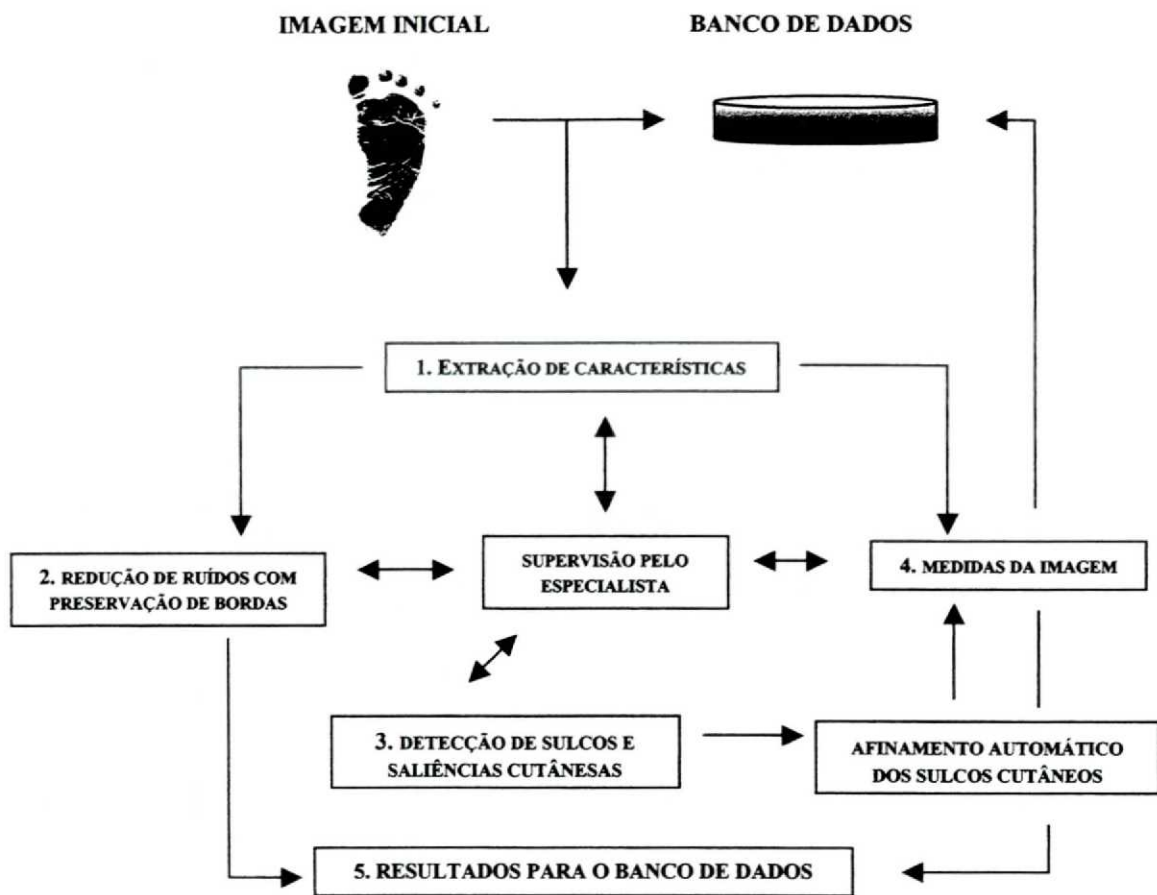 IMAGEM INICIAL
BANCO DE DADOS
1. EXTRAÇÃO DE CARACTERÍSTICAS
2. REDUÇÃO DE RUÍDOS COM
PRESERVAÇÃO DE BORDAS
SUPERVISÃO PELO
ESPECIALISTA
4. MEDIDAS DA IMAGEM
3. DETECÇÃO DE SULCOS E
SALIÊNCIAS CUTÂNESAS
AFINAMENTO AUTOMÁTICO
DOS SULCOS CUTÂNEOS
5. RESULTADOS PARA O BANCO DE DADOS